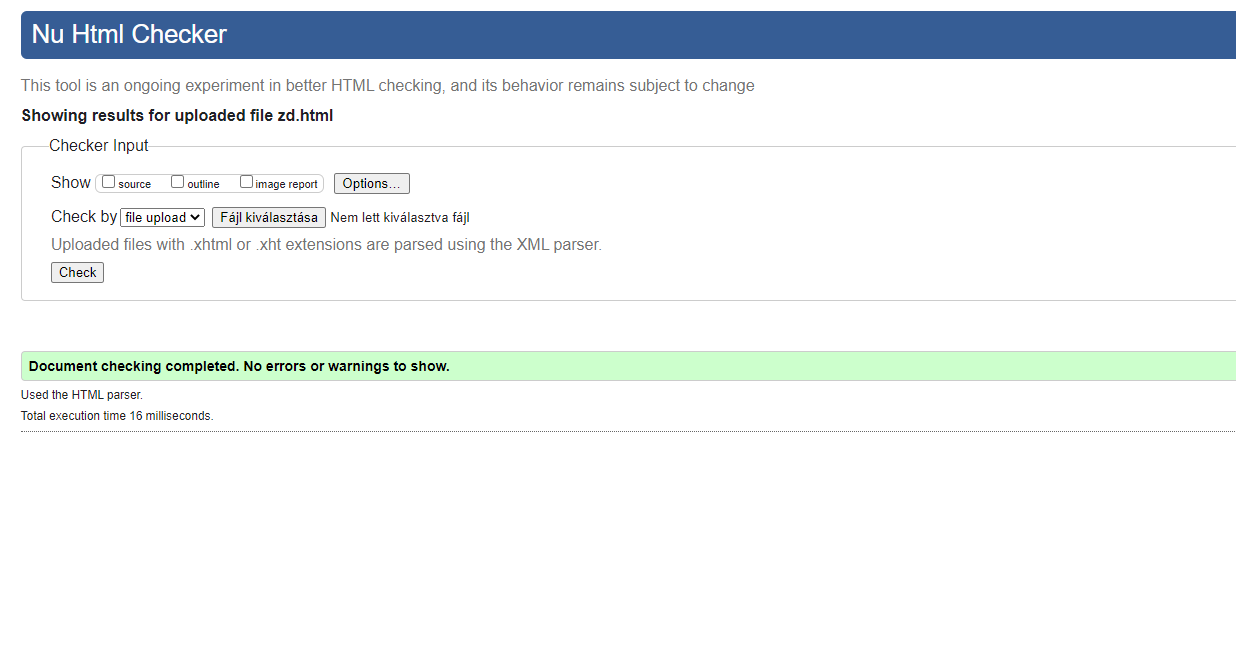 Nu Html Checker
This tool is an ongoing experiment in better HTML checking, and its behavior remains subject to change
Showing results for uploaded file zd.html
Checker Input
Show source outline image report Options...
Check by file upload Fájl kiválasztása Nem lett kiválasztva fájl
Uploaded files with .xhtml or .xht extensions are parsed using the XML parser.
Check
Document checking completed. No errors or warnings to show.
Used the HTML parser.
Total execution time 16 milliseconds.